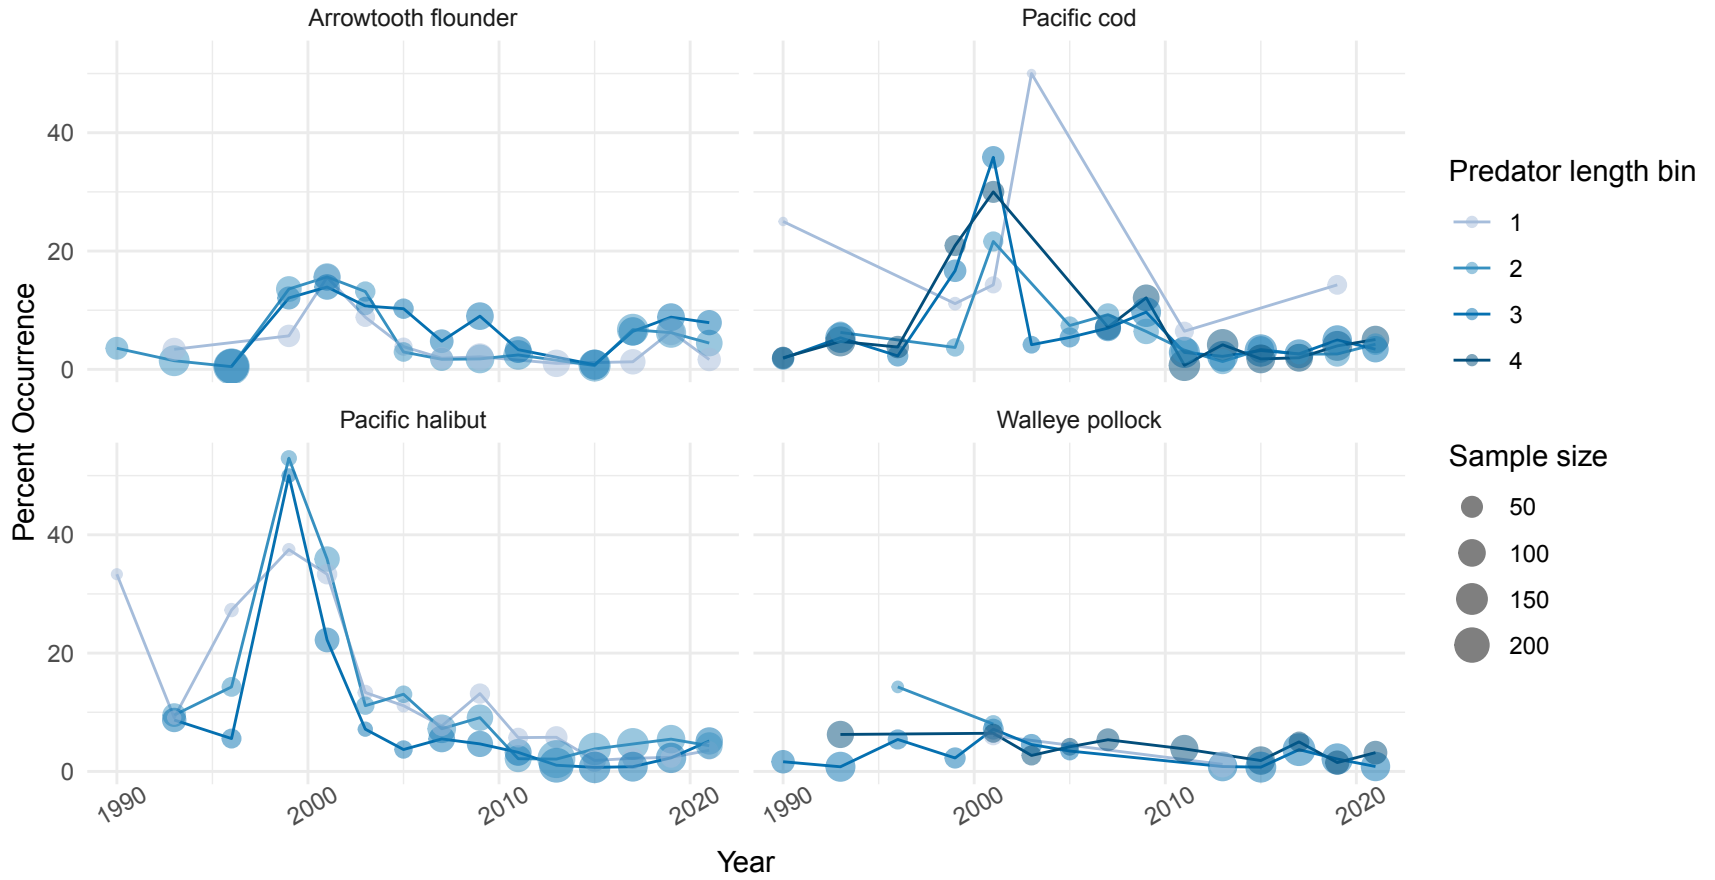 Arrowtooth flounder
Pacific cod
40
20
0
Pacific halibut
Walleye pollock
40
20
0
1990
2000
2010
2020
1990
2000
2010
2020
Year
Percent Occurrence
Predator length bin
1
2
3
4
Sample size
50
100
150
200